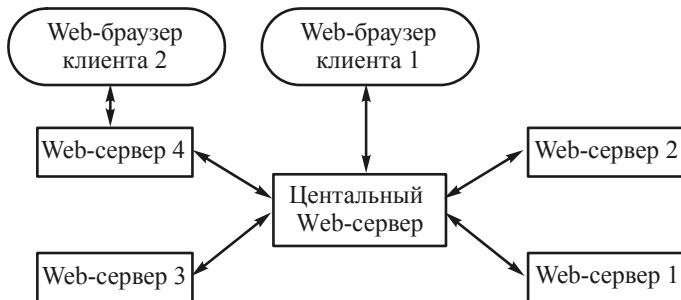 Web-браузер
клиента 2
Web-браузер
клиента 1
Web-сервер 4
Web-сервер 2
Центальный
Web-сервер
Web-сервер 3
Web-сервер 1